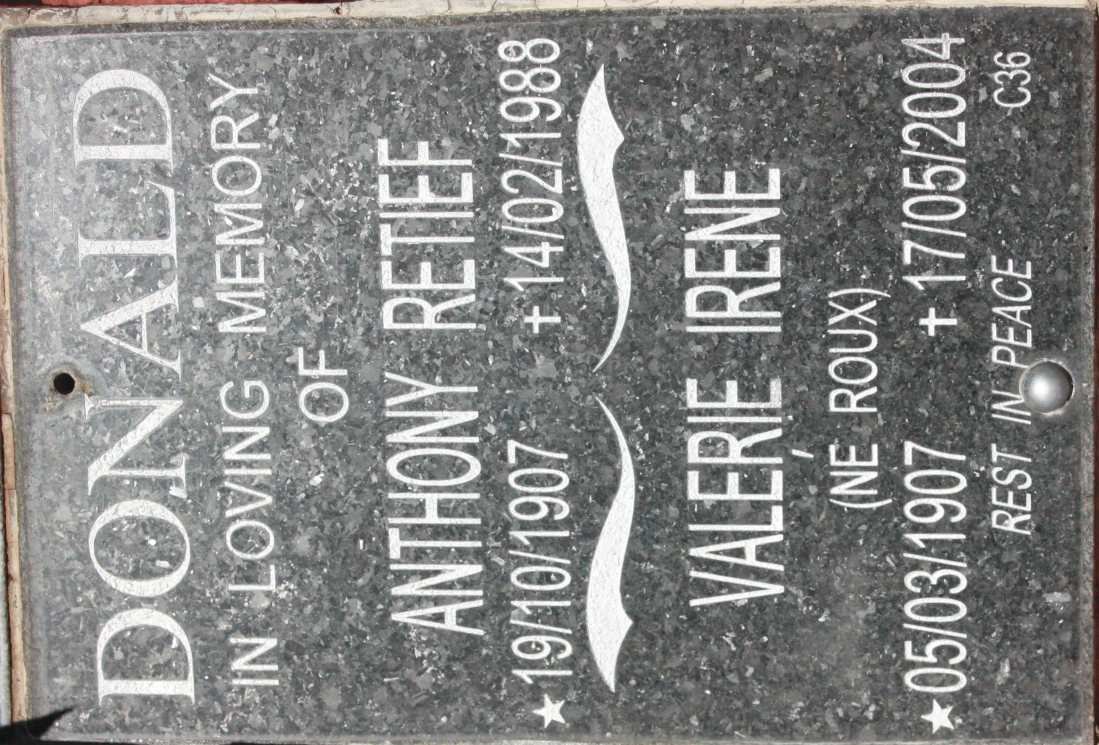 DONALD
IN LOVING MEMORY
OF
ANTHONY RETIEF
★ 19/10/1907 + 14/02/1988
VALERIE IRENE
(NÉ ROUX)
★ 05/03/1907 + 17/05/2004
REST IN PEACE C36